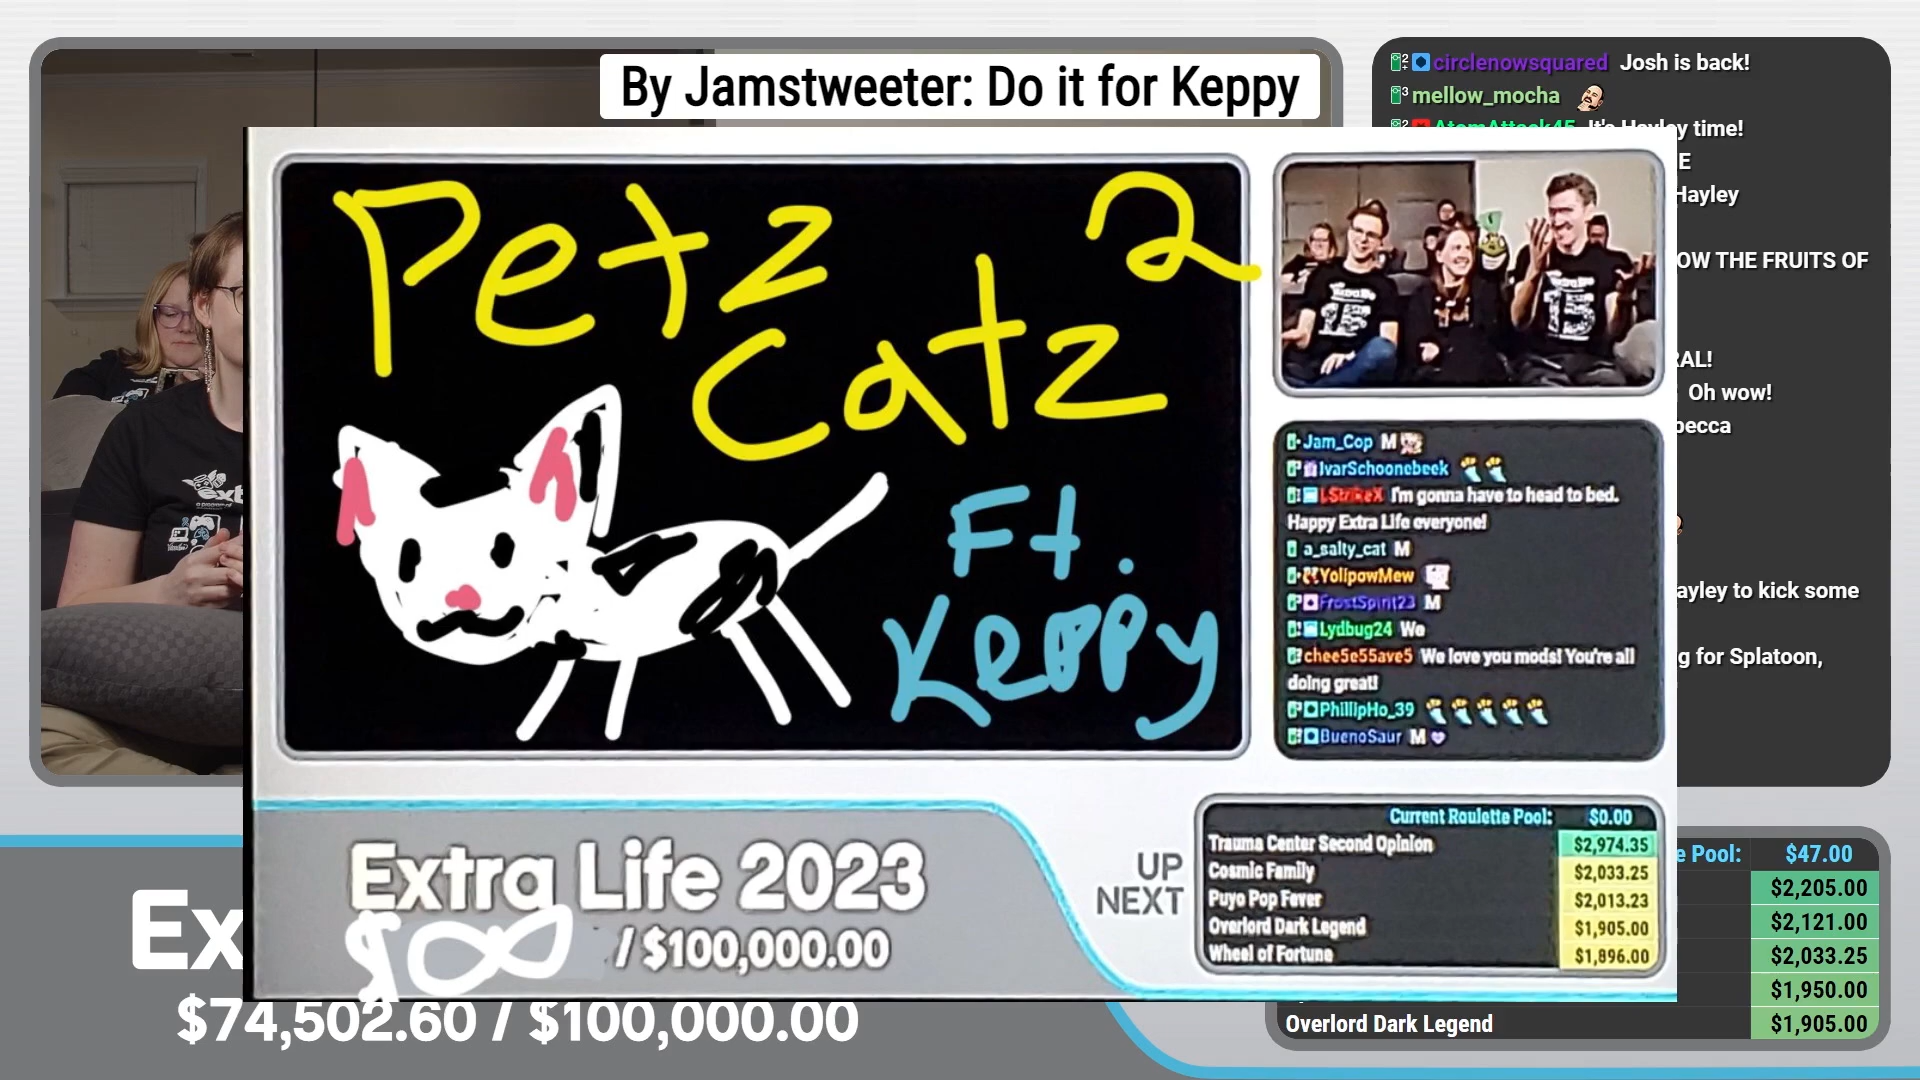 By Jamstweeter: Do it for Keppy
circlenowsquared Josh is back!
mellow_mocha
AtomAttack45 It's Hayley time!
Hayley
OW THE FRUITS OF
RAL!
Oh wow!
becca
ayley to kick some
g for Splatoon,
Petz
Catz 2
Ft.
Keppy
Jam_Cop M
IvarSchoonebeek
LStrikeX I'm gonna have to head to bed.
Happy Extra Life everyone!
a_salty_cat M
YolipowMew
FrostSpirit23 M
Lydbug24 We
chee5e55ave5 We love you mods! You're all
doing great!
PhillipHo_39
BuenoSaur M
Extra Life 2023
$∞ / $100,000.00
UP
NEXT
Current Roulette Pool: $0.00
Trauma Center Second Opinion $2,974.35
Cosmic Family $2,033.25
Puyo Pop Fever $2,013.23
Overlord Dark Legend $1,905.00
Wheel of Fortune $1,896.00
Ex
$74,502.60 / $100,000.00
e Pool: $47.00
$2,205.00
$2,121.00
$2,033.25
$1,950.00
Overlord Dark Legend $1,905.00